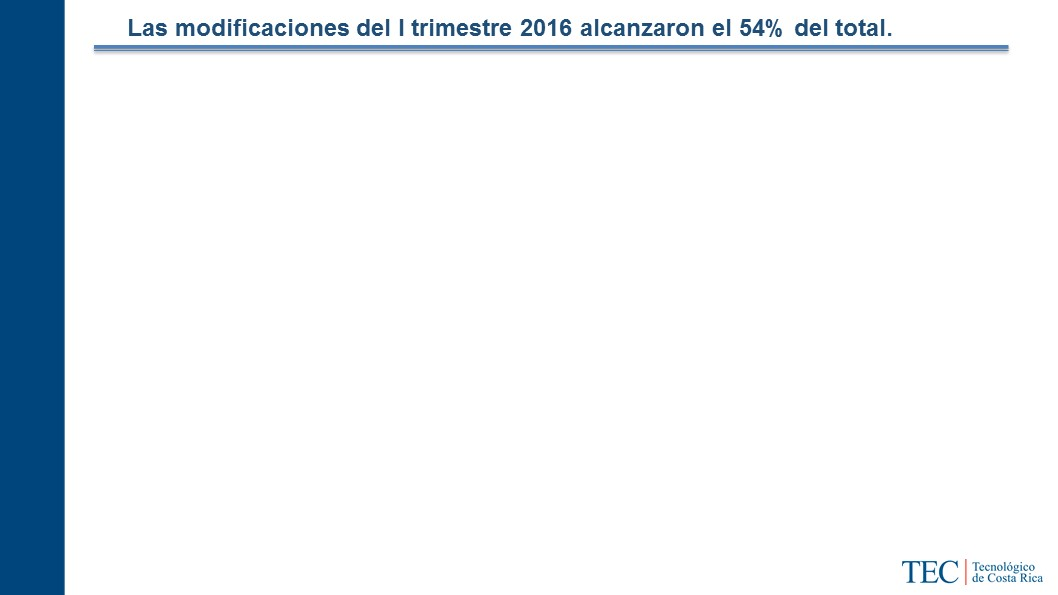 Las modificaciones del I trimestre 2016 alcanzaron el 54% del total.
TEC
Tecnológico
de Costa Rica